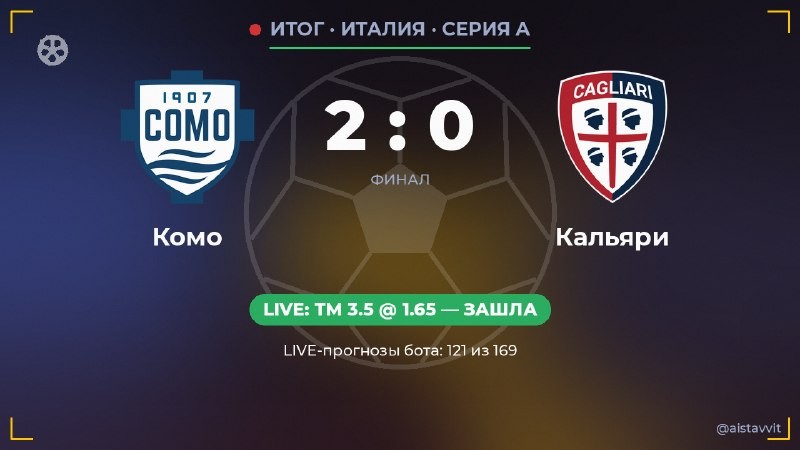 ИТОГ · ИТАЛИЯ · СЕРИЯ А
1907
COMO
2 : 0
CAGLIARI
ФИНАЛ
Комо
Кальяри
LIVE: ТМ 3.5 @ 1.65 — ЗАШЛА
LIVE-прогнозы бота: 121 из 169
@aistavvit